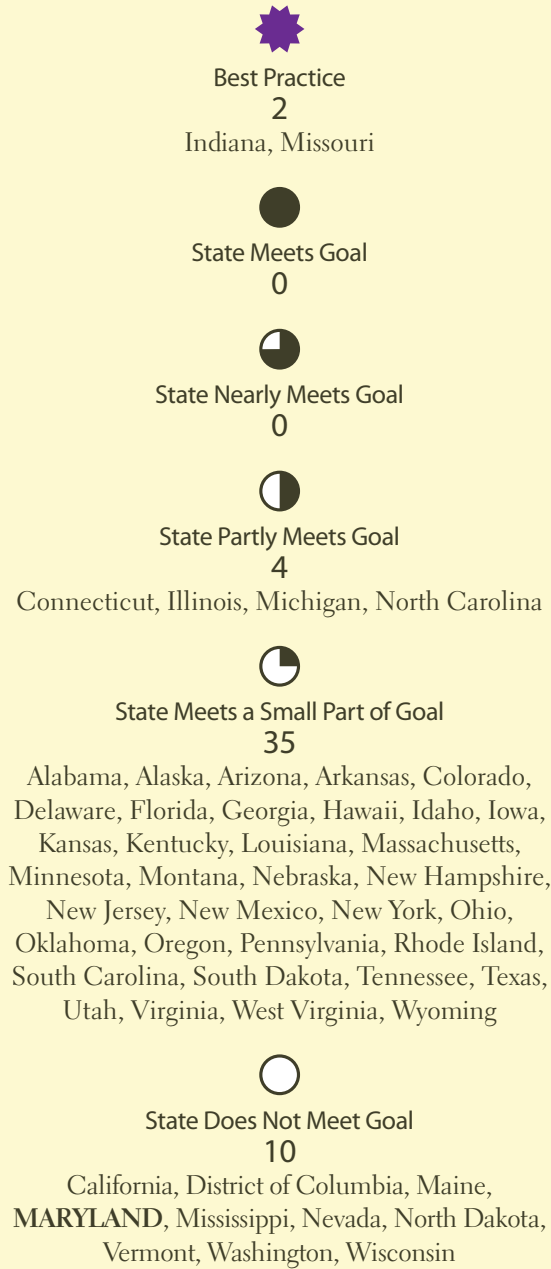 Best Practice
2
Indiana, Missouri
State Meets Goal
0
State Nearly Meets Goal
0
State Partly Meets Goal
4
Connecticut, Illinois, Michigan, North Carolina
State Meets a Small Part of Goal
35
Alabama, Alaska, Arizona, Arkansas, Colorado,
Delaware, Florida, Georgia, Hawaii, Idaho, Iowa,
Kansas, Kentucky, Louisiana, Massachusetts,
Minnesota, Montana, Nebraska, New Hampshire,
New Jersey, New Mexico, New York, Ohio,
Oklahoma, Oregon, Pennsylvania, Rhode Island,
South Carolina, South Dakota, Tennessee, Texas,
Utah, Virginia, West Virginia, Wyoming
State Does Not Meet Goal
10
California, District of Columbia, Maine,
MARYLAND, Mississippi, Nevada, North Dakota,
Vermont, Washington, Wisconsin